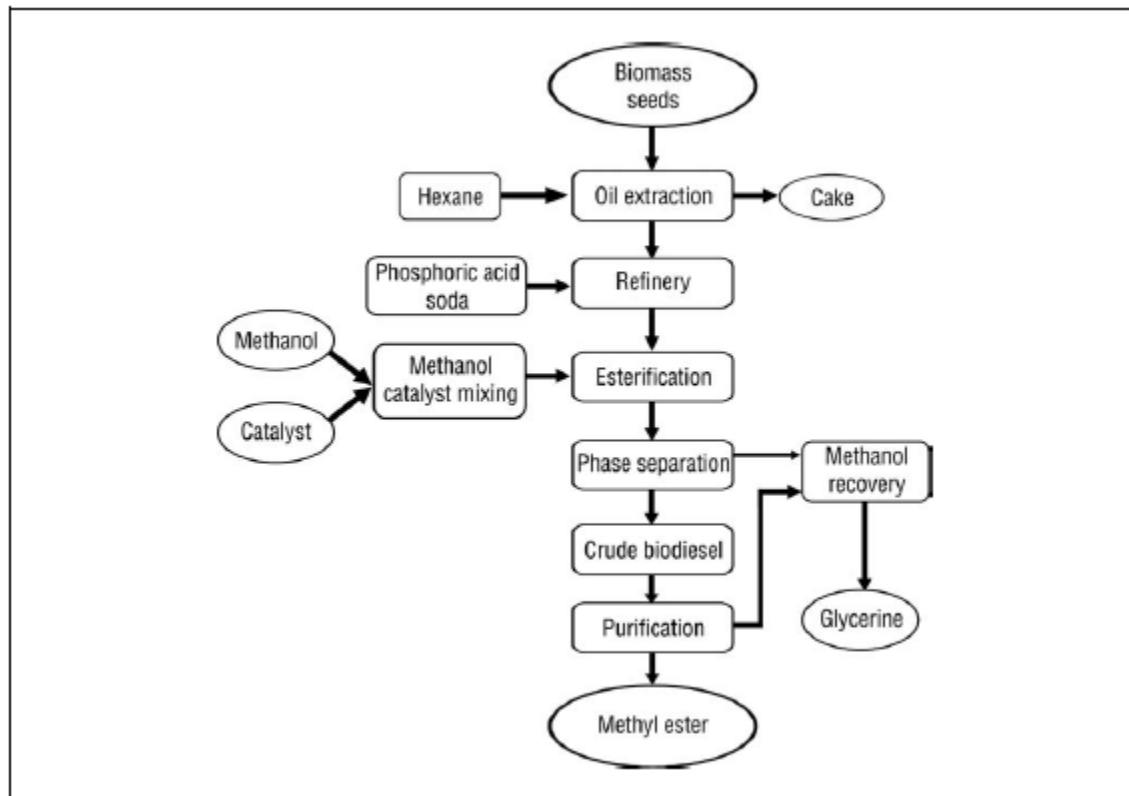 Biomass
seeds
Hexane
Oil extraction
Cake
Phosphoric acid
soda
Refinery
Methanol
Methanol
catalyst mixing
Esterification
Catalyst
Phase separation
Methanol
recovery
Crude biodiesel
Purification
Glycerine
Methyl ester